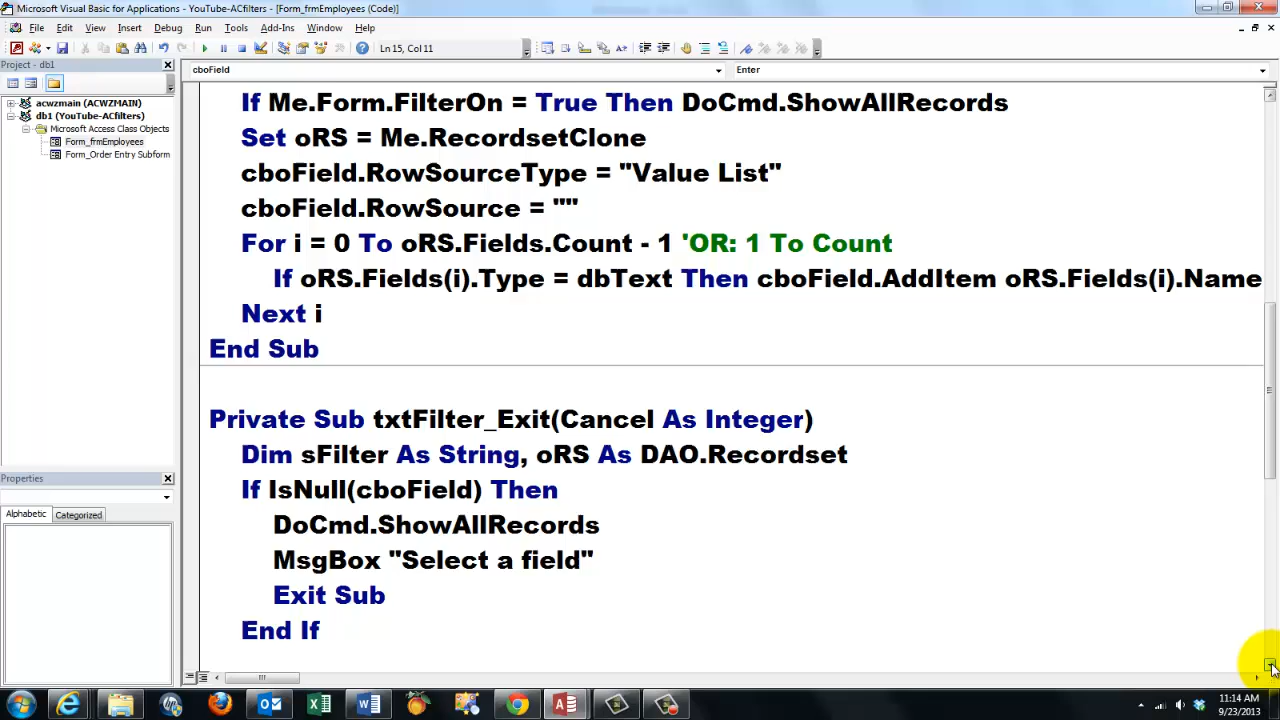 Microsoft Visual Basic for Applications - YouTube-ACfilters - [Form_frmEmployees (Code)]
File Edit View Insert Debug Run Tools Add-Ins Window Help
Ln 15, Col 11
Project - db1
cboField Enter
acwzmain (ACWZMAIN)
db1 (YouTube-ACfilters)
Microsoft Access Class Objects
Form_frmEmployees
Form_Order Entry Subform
If Me.Form.FilterOn = True Then DoCmd.ShowAllRecords
Set oRS = Me.RecordsetClone
cboField.RowSourceType = "Value List"
cboField.RowSource = ""
For i = 0 To oRS.Fields.Count - 1 'OR: 1 To Count
If oRS.Fields(i).Type = dbText Then cboField.AddItem oRS.Fields(i).Name
Next i
End Sub
Private Sub txtFilter_Exit(Cancel As Integer)
Dim sFilter As String, oRS As DAO.Recordset
If IsNull(cboField) Then
DoCmd.ShowAllRecords
MsgBox "Select a field"
Exit Sub
End If
Properties
Alphabetic Categorized
11:14 AM
9/23/2013